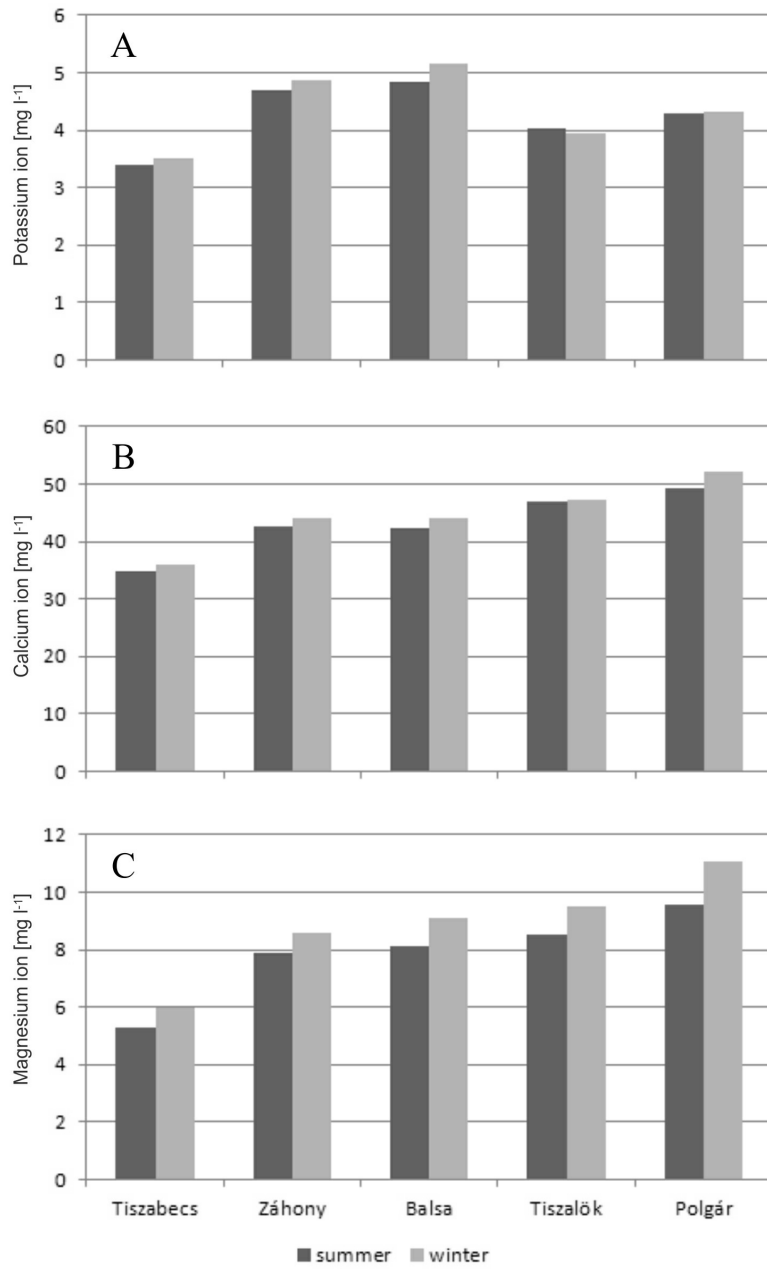 A
Potassium ion [mg l-1]
6
5
4
3
2
1
0
B
Calcium ion [mg l-1]
60
50
40
30
20
10
0
C
Magnesium ion [mg l-1]
12
10
8
6
4
2
0
Tiszabecs Záhony Balsa Tiszalök Polgár
summer winter